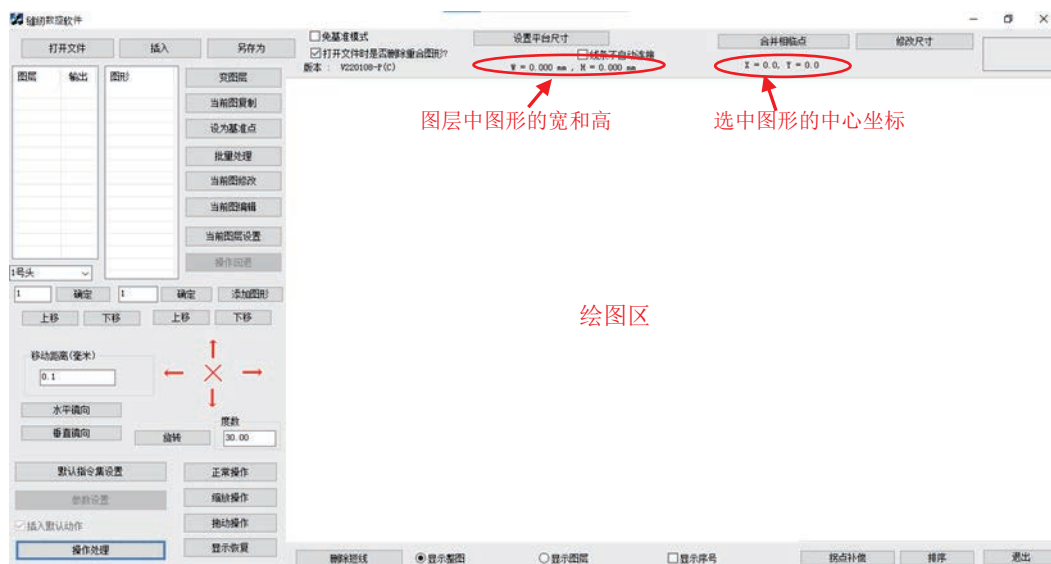 缝纫数控软件
打开文件 插入 另存为
图层 输出 图形
变图层
当前图复制
设为基准点
批量处理
当前图修改
当前图编辑
当前图层设置
操作回退
1号头
1 确定 1 确定 添加图形
上移 下移 上移 下移
移动距离(毫米)
0.1
水平镜向
垂直镜向
旋转
度数
30.00
默认指令集设置
参数设置
插入默认动作
操作处理
正常操作
缩放操作
拖动操作
显示恢复
免基准模式
打开文件时是否删除重合图形?
版本 : V220108-F(C)
设置平台尺寸
线条不自动连接
W = 0.000 mm , H = 0.000 mm
合并相临点
修改尺寸
X = 0.0, Y = 0.0
图层中图形的宽和高
选中图形的中心坐标
绘图区
删除短线 显示整图 显示图层 显示序号 拐点补偿 排序 退出